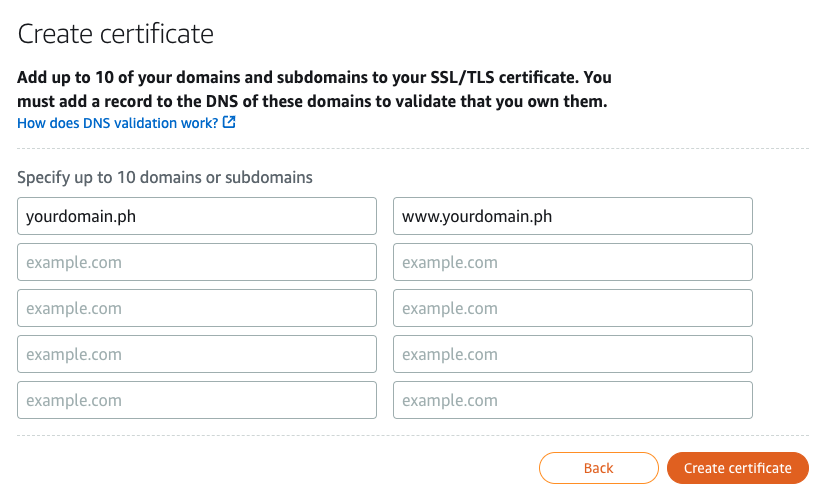 Create certificate
Add up to 10 of your domains and subdomains to your SSL/TLS certificate. You
must add a record to the DNS of these domains to validate that you own them.
How does DNS validation work?
Specify up to 10 domains or subdomains
yourdomain.ph www.yourdomain.ph
example.com example.com
example.com example.com
example.com example.com
example.com example.com
Back Create certificate